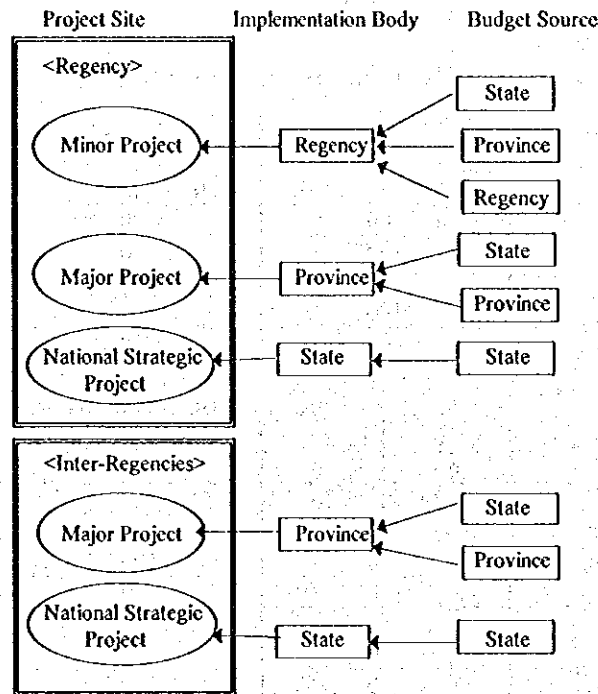 Project Site Implementation Body Budget Source
<Regency>
State
Minor Project Regency Province
Regency
State
Major Project Province
Province
National Strategic
Project State State
<Inter-Regencies>
State
Major Project Province
Province
National Strategic
Project State State